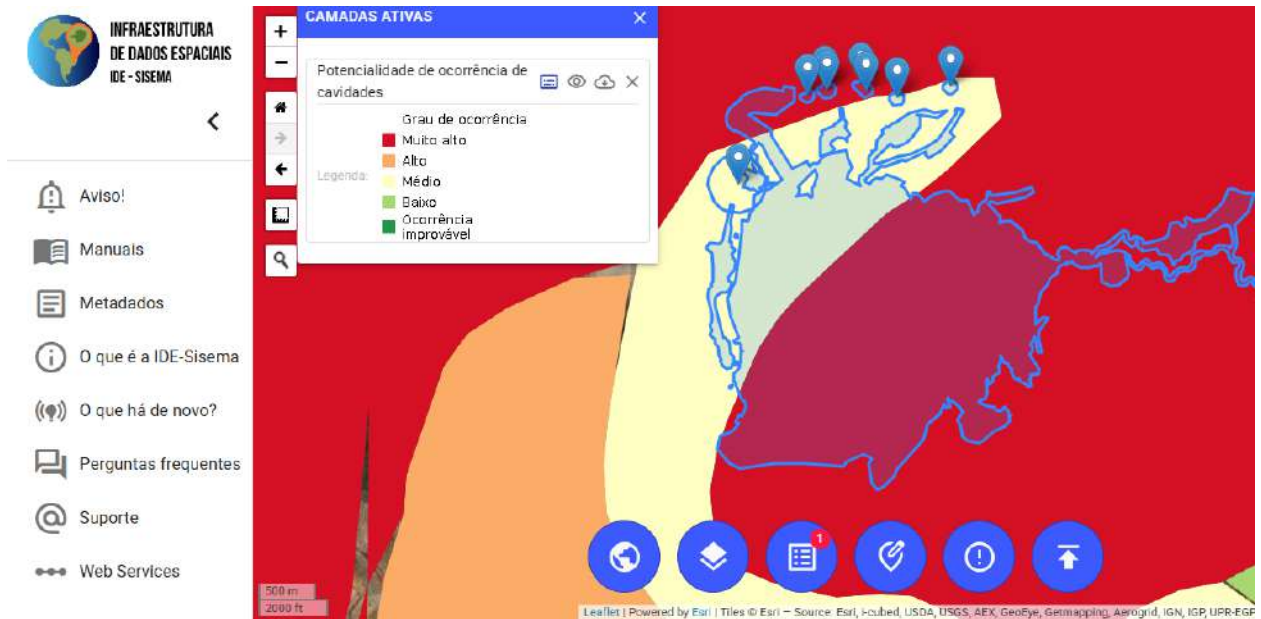 INFRAESTRUTURA
DE DADOS ESPACIAIS
IDE - SISEMA
Aviso!
Manuais
Metadados
O que é a IDE-Sisema
O que há de novo?
Perguntas frequentes
Suporte
Web Services
+
−
CAMADAS ATIVAS
Potencialidade de ocorrência de
cavidades
Legenda:
Grau de ocorrência
Muito alto
Alto
Médio
Baixo
Ocorrência
improvável
1
500 m
2000 ft
Leaflet | Powered by Esri | Tiles © Esri — Source: Esri, i-cubed, USDA, USGS, AEX, GeoEye, Getmapping, Aerogrid, IGN, IGP, UPR-EGP